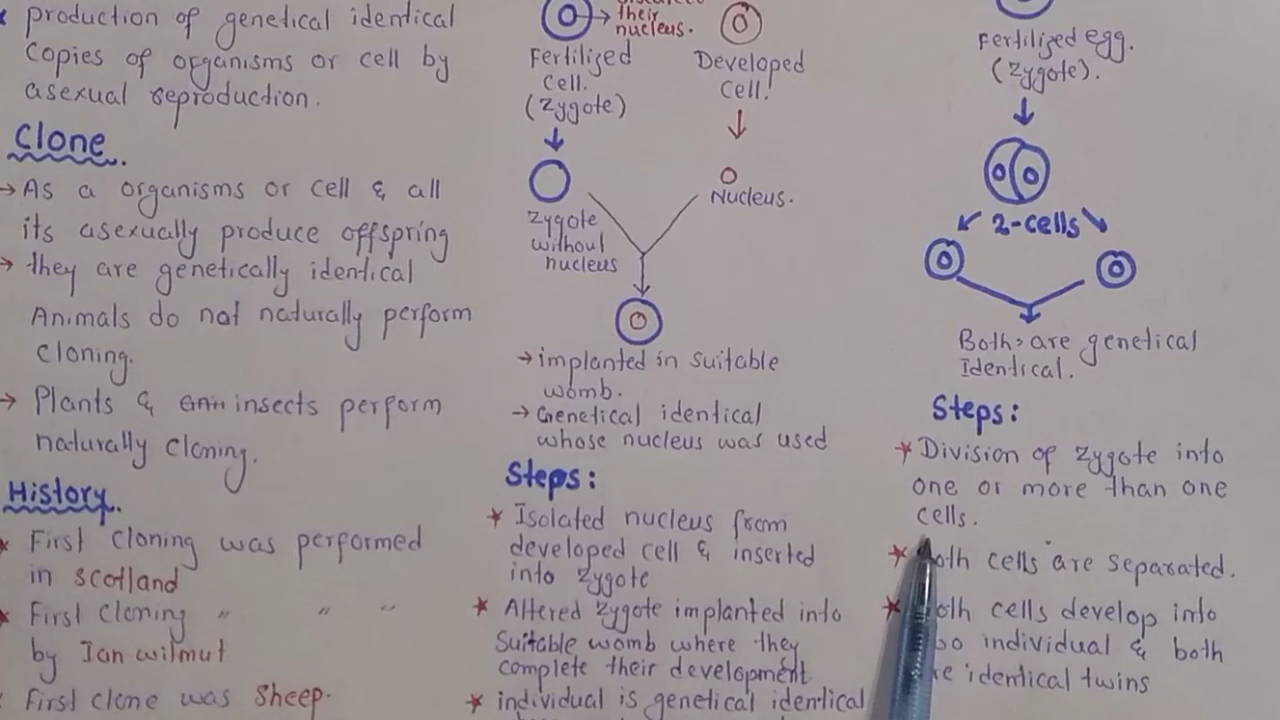 production of genetical identical
Copies of organisms or cell by
asexual reproduction.
Clone.
→ As a organisms or cell & all
its asexually produce offspring
→ they are genetically identical
Animals do not naturally perform
cloning.
→ Plants & insects perform
naturally cloning.
History.
* First cloning was performed
in Scotland
* First Cloning " " "
by Ian wilmut
First clone was Sheep.
their
nucleus.
Fertilized
Cell.
(Zygote)
Developed
Cell!
Zygote
without
nucleus
Nucleus.
→ implanted in suitable
womb.
→ Genetical identical
whose nucleus was used
Steps:
* Isolated nucleus from
developed cell & inserted
into Zygote
* Altered Zygote implanted into
Suitable womb where they
complete their development.
* individual is genetical identical
Fertilized egg.
(Zygote).
2-cells
Both are genetical
Identical.
Steps:
* Division of Zygote into
one or more than one
cells.
* oth cells are separated.
* oth cells develop into
o individual & both
re identical twins